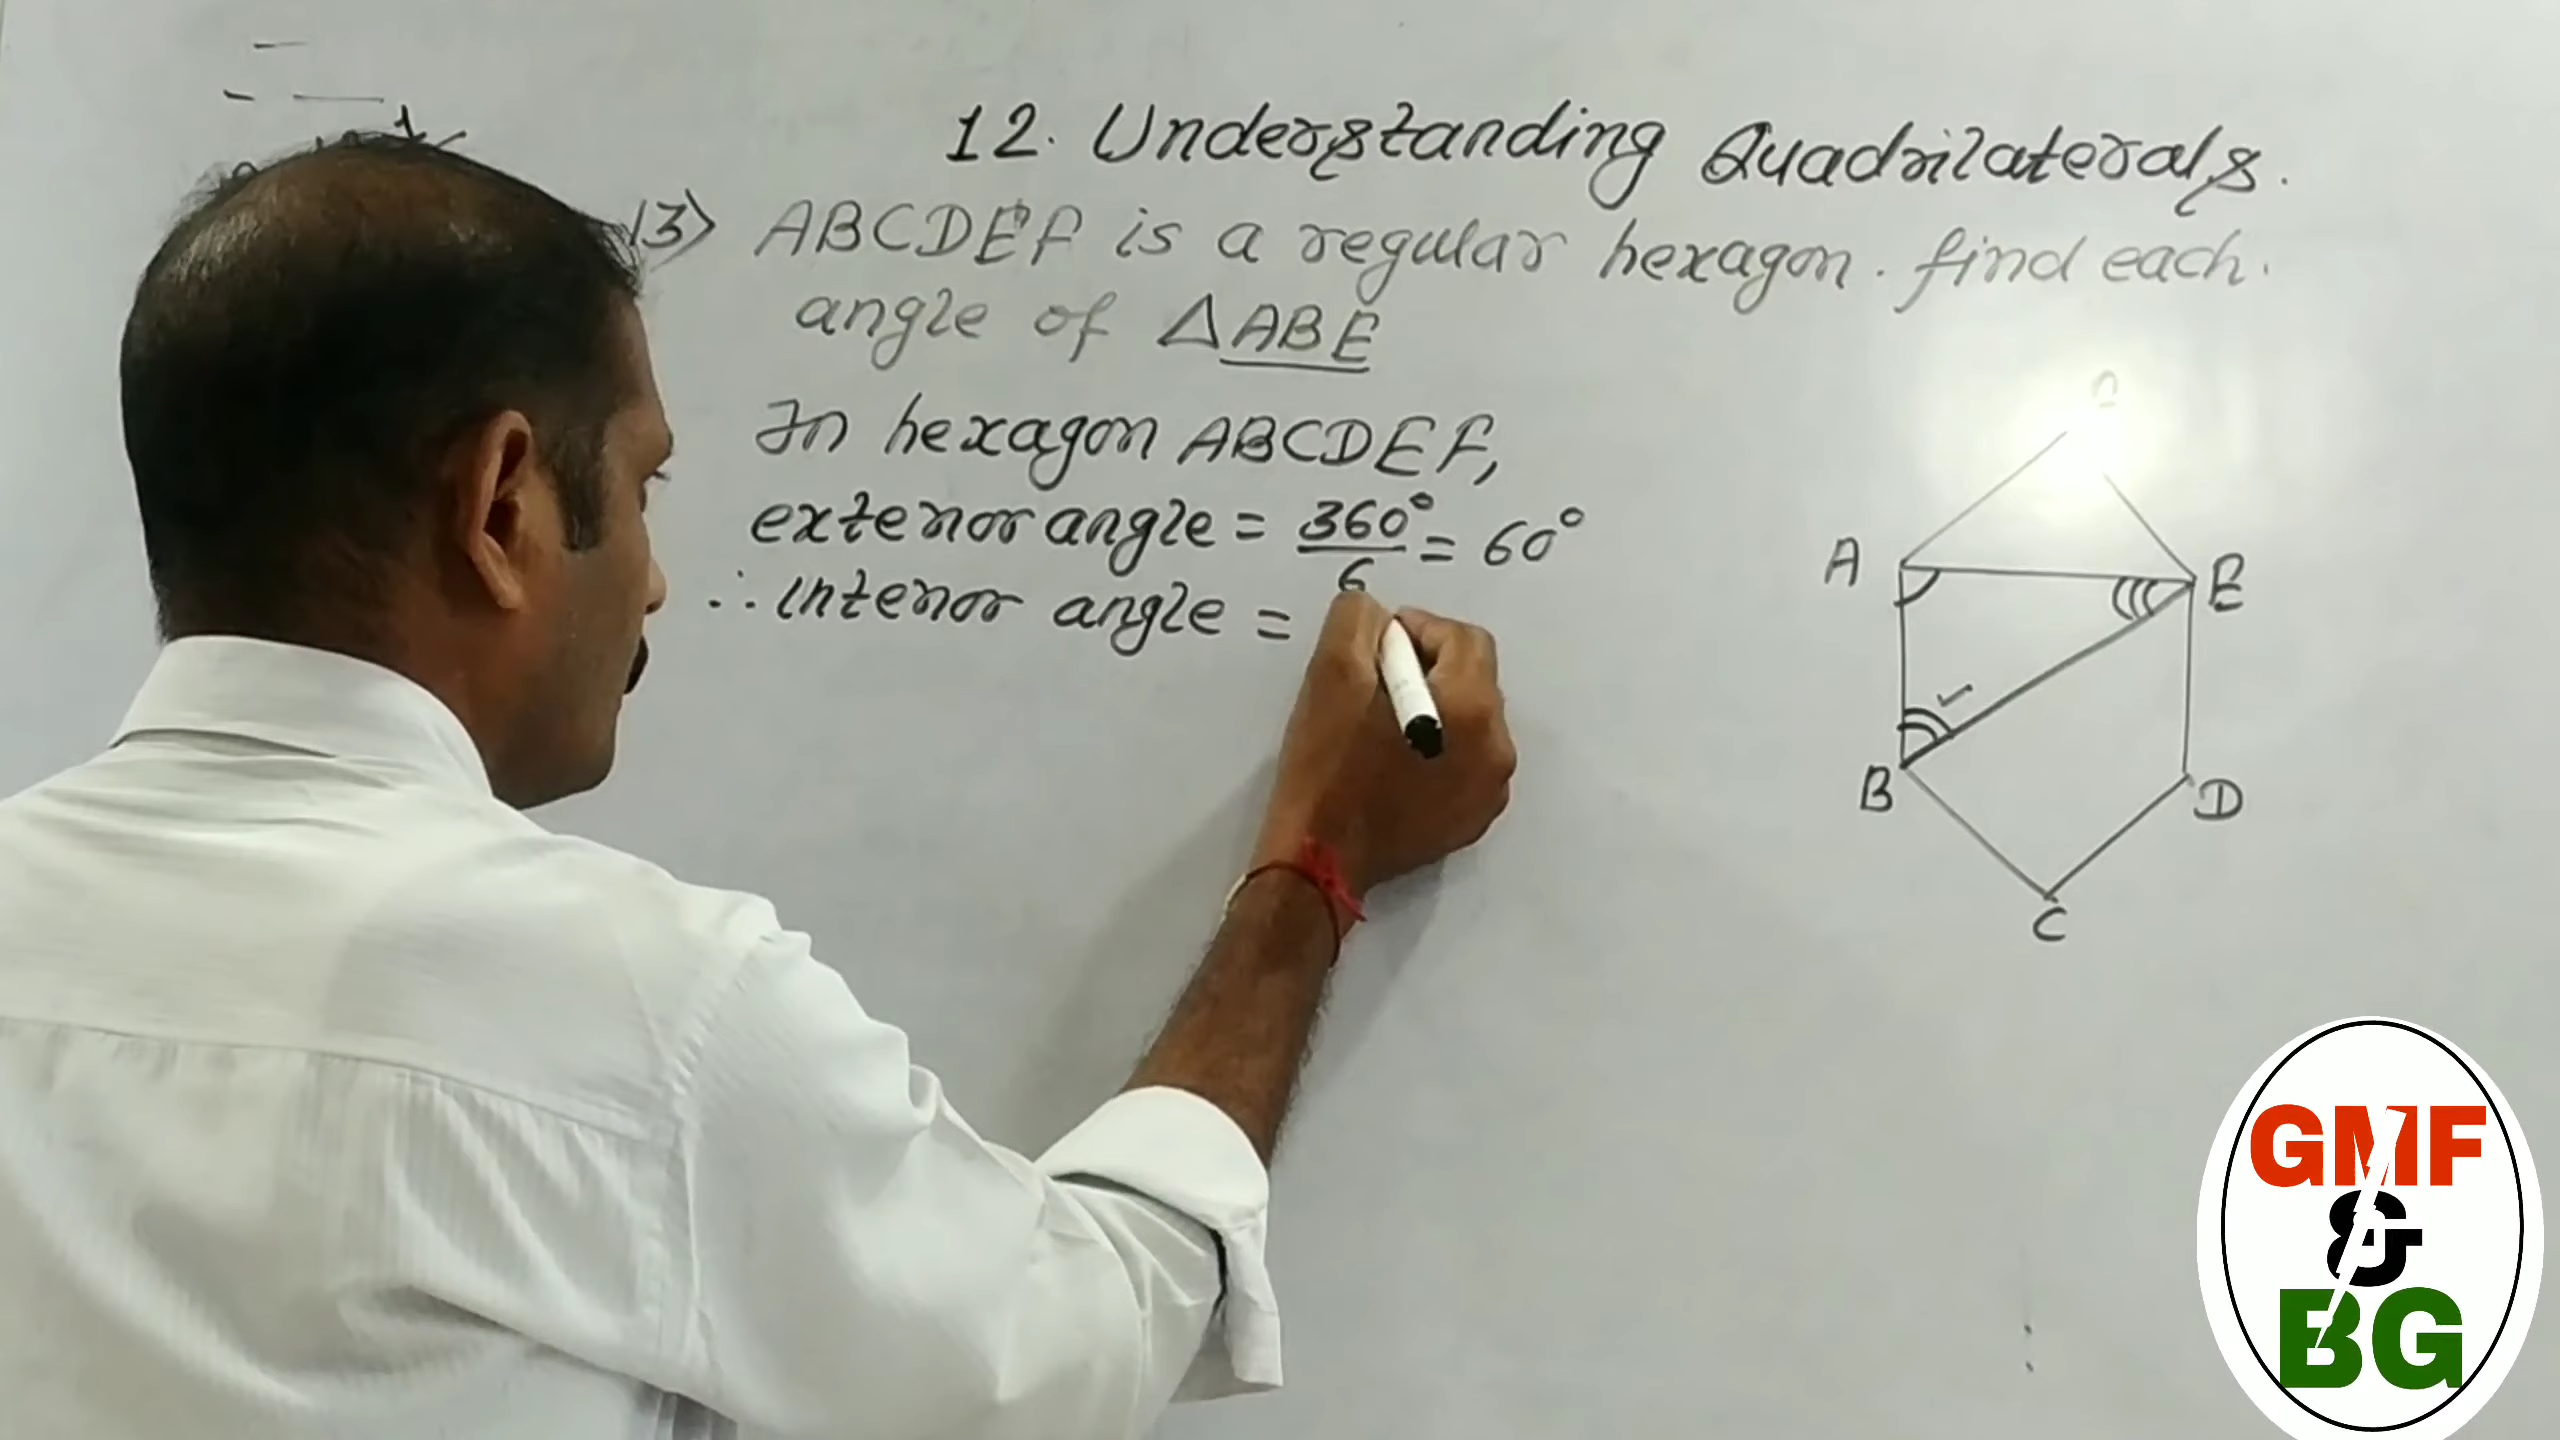 12. Understanding Quadrilaterals.
13) ABCDEF is a regular hexagon. find each.
angle of △ABE
In hexagon ABCDEF,
exterior angle = 360°/6 = 60°
∴ interior angle =
A
E
B
D
C
GMF
&
BG